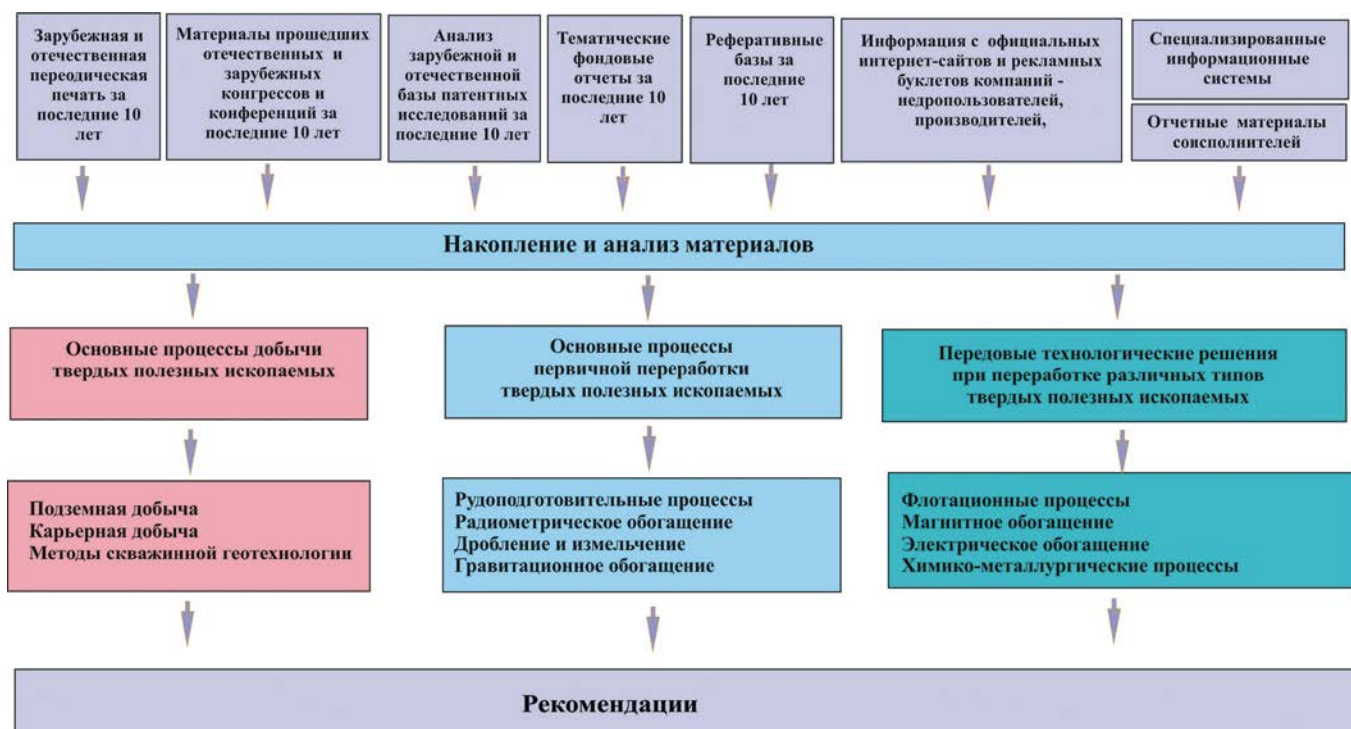 Зарубежная и
отечественная
переодическая
печать за
последние 10
лет
Материалы прошедших
отечественных и
зарубежных
конгрессов и
конференций за
последние 10 лет
Анализ
зарубежной и
отечественной
базы патентных
исследований за
последние 10 лет
Тематические
фондовые
отчеты за
последние 10
лет
Реферативные
базы за
последние
10 лет
Информация с официальных
интернет-сайтов и рекламных
буклетов компаний -
недропользователей,
производителей,
Специализированные
информационные
системы
Отчетные материалы
соисполнителей
Накопление и анализ материалов
Основные процессы добычи
твердых полезных ископаемых
Основные процессы
первичной переработки
твердых полезных ископаемых
Передовые технологические решения
при переработке различных типов
твердых полезных ископаемых
Подземная добыча
Карьерная добыча
Методы скважинной геотехнологии
Рудоподготовительные процессы
Радиометрическое обогащение
Дробление и измельчение
Гравитационное обогащение
Флотационные процессы
Магнитное обогащение
Электрическое обогащение
Химико-металлургические процессы
Рекомендации